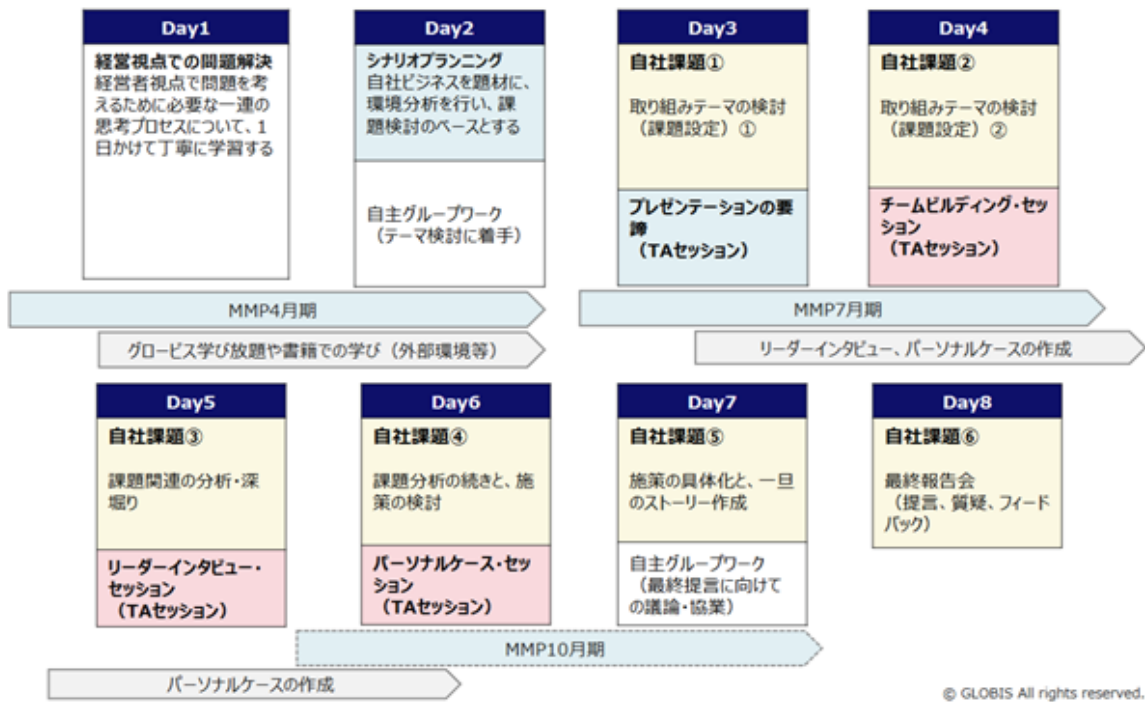 Day1
経営視点での問題解決
経営者視点で問題を考
えるために必要な一連の
思考プロセスについて、1
日かけて丁寧に学習する
Day2
シナリオプランニング
自社ビジネスを題材に、
環境分析を行い、課
題検討のベースとする
自主グループワーク
（テーマ検討に着手）
Day3
自社課題①
取り組みテーマの検討
（課題設定）①
プレゼンテーションの要
諦
（TAセッション）
Day4
自社課題②
取り組みテーマの検討
（課題設定）②
チームビルディング・セッ
ション
（TAセッション）
MMP4月期
グロービス学び放題や書籍での学び（外部環境等）
MMP7月期
リーダーインタビュー、パーソナルケースの作成
Day5
自社課題③
課題関連の分析・深
堀り
リーダーインタビュー・
セッション
（TAセッション）
Day6
自社課題④
課題分析の続きと、施
策の検討
パーソナルケース・セッ
ション
（TAセッション）
Day7
自社課題⑤
施策の具体化と、一旦
のストーリー作成
自主グループワーク
（最終提言に向けて
の議論・協業）
Day8
自社課題⑥
最終報告会
（提言、質疑、フィード
バック）
MMP10月期
パーソナルケースの作成
© GLOBIS All rights reserved.